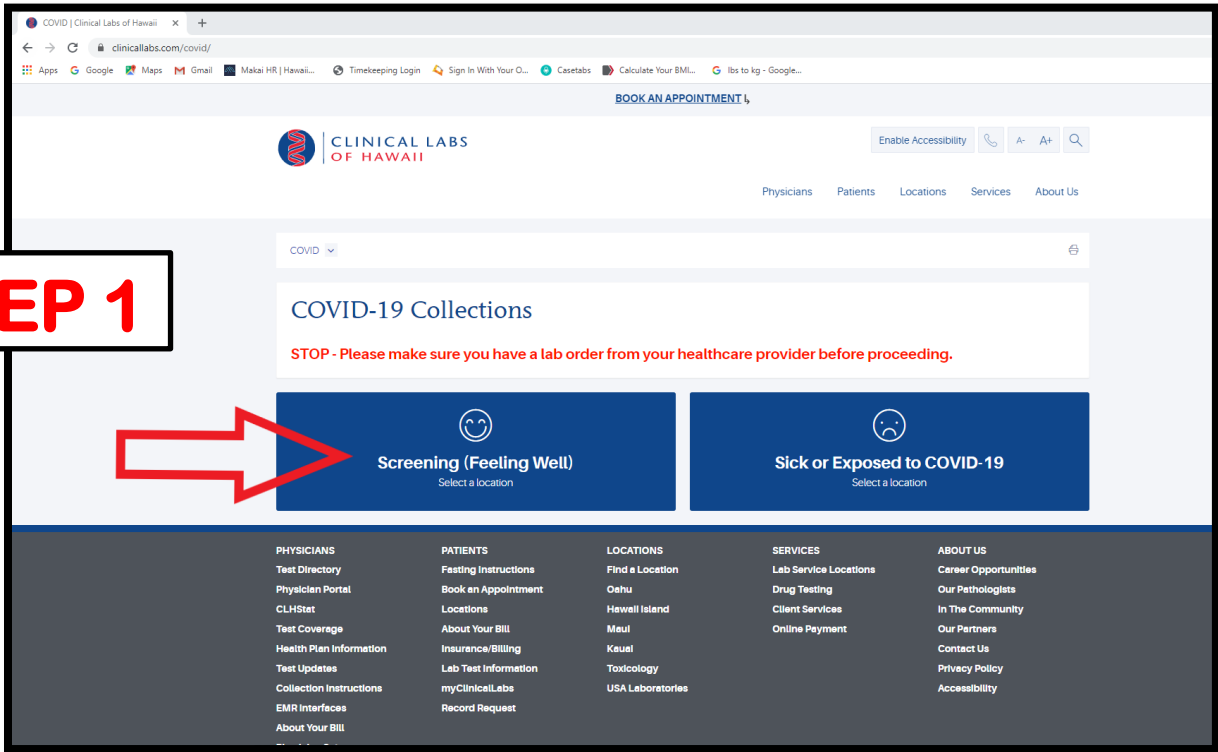 COVID | Clinical Labs of Hawaii
clinicallabs.com/covid/
Apps Google Maps Gmail Makai HR | Hawaii... Timekeeping Login Sign In With Your O... Casetabs Calculate Your BMI... lbs to kg - Google...
BOOK AN APPOINTMENT
CLINICAL LABS
OF HAWAII
Enable Accessibility A- A+
Physicians Patients Locations Services About Us
COVID
EP 1
COVID-19 Collections
STOP - Please make sure you have a lab order from your healthcare provider before proceeding.
Screening (Feeling Well)
Select a location
Sick or Exposed to COVID-19
Select a location
PHYSICIANS
Test Directory
Physician Portal
CLHStat
Test Coverage
Health Plan Information
Test Updates
Collection Instructions
EMR Interfaces
About Your Bill
PATIENTS
Fasting Instructions
Book an Appointment
Locations
About Your Bill
Insurance/Billing
Lab Test Information
myClinicalLabs
Record Request
LOCATIONS
Find a Location
Oahu
Hawaii Island
Maui
Kauai
Toxicology
USA Laboratories
SERVICES
Lab Service Locations
Drug Testing
Client Services
Online Payment
ABOUT US
Career Opportunities
Our Pathologists
In The Community
Our Partners
Contact Us
Privacy Policy
Accessibility